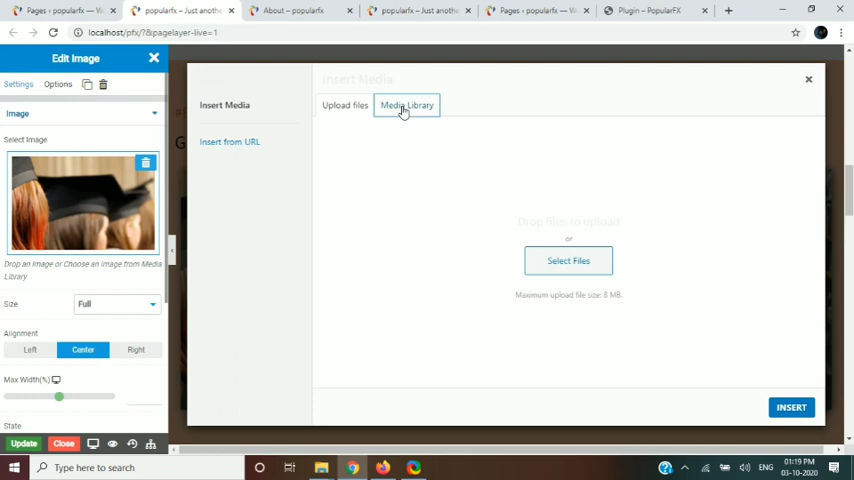 Pages ‹ popularfx — W
popularfx – Just anoth
About – popularfx
popularfx – Just anothe
Pages ‹ popularfx — W
Plugin – PopularFX
localhost/pfx/?&pagelayer-live=1
Edit Image
Settings Options
Image
Select Image
Drop an Image or Choose an Image from Media
Library
Size Full
Alignment
Left Center Right
Max Width(%)
State
Update Close
Insert Media
Insert Media
Insert from URL
Upload files Media Library
Drop files to upload
or
Select Files
Maximum upload file size: 8 MB.
INSERT
Type here to search
ENG
01:19 PM
03-10-2020